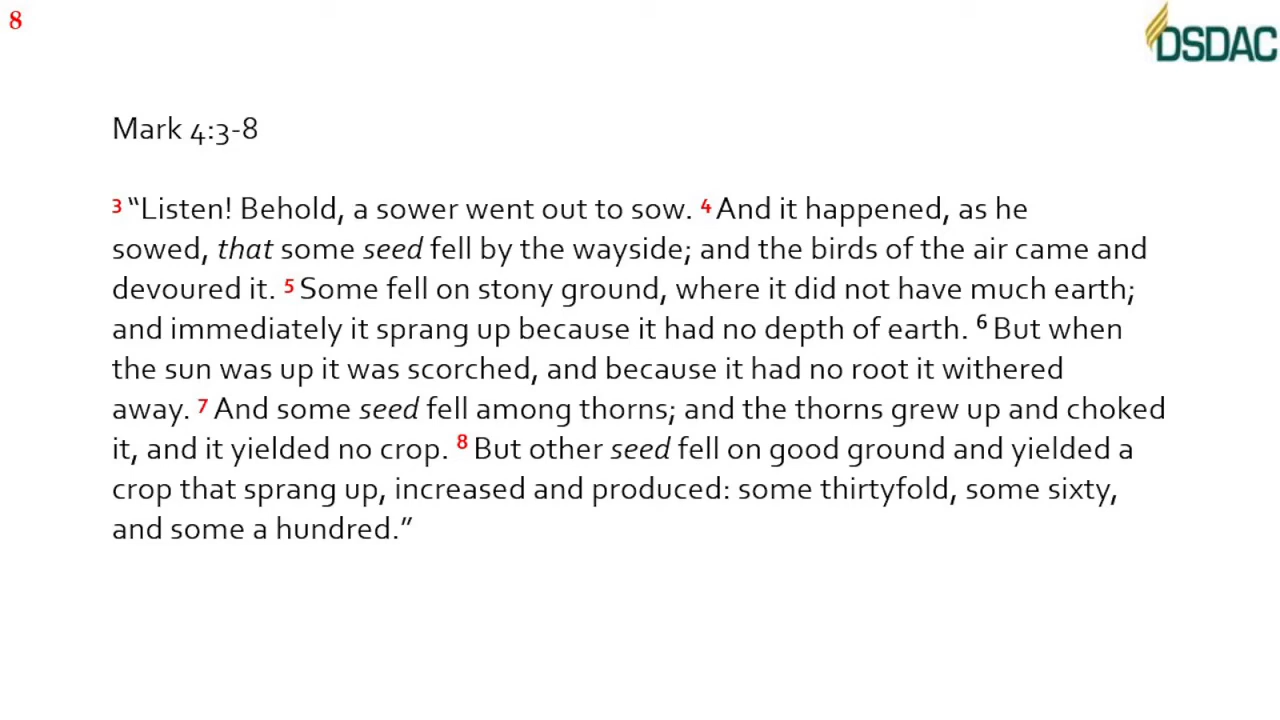 8
DSDAC
Mark 4:3-8
3 “Listen! Behold, a sower went out to sow. 4 And it happened, as he
sowed, that some seed fell by the wayside; and the birds of the air came and
devoured it. 5 Some fell on stony ground, where it did not have much earth;
and immediately it sprang up because it had no depth of earth. 6 But when
the sun was up it was scorched, and because it had no root it withered
away. 7 And some seed fell among thorns; and the thorns grew up and choked
it, and it yielded no crop. 8 But other seed fell on good ground and yielded a
crop that sprang up, increased and produced: some thirtyfold, some sixty,
and some a hundred.”